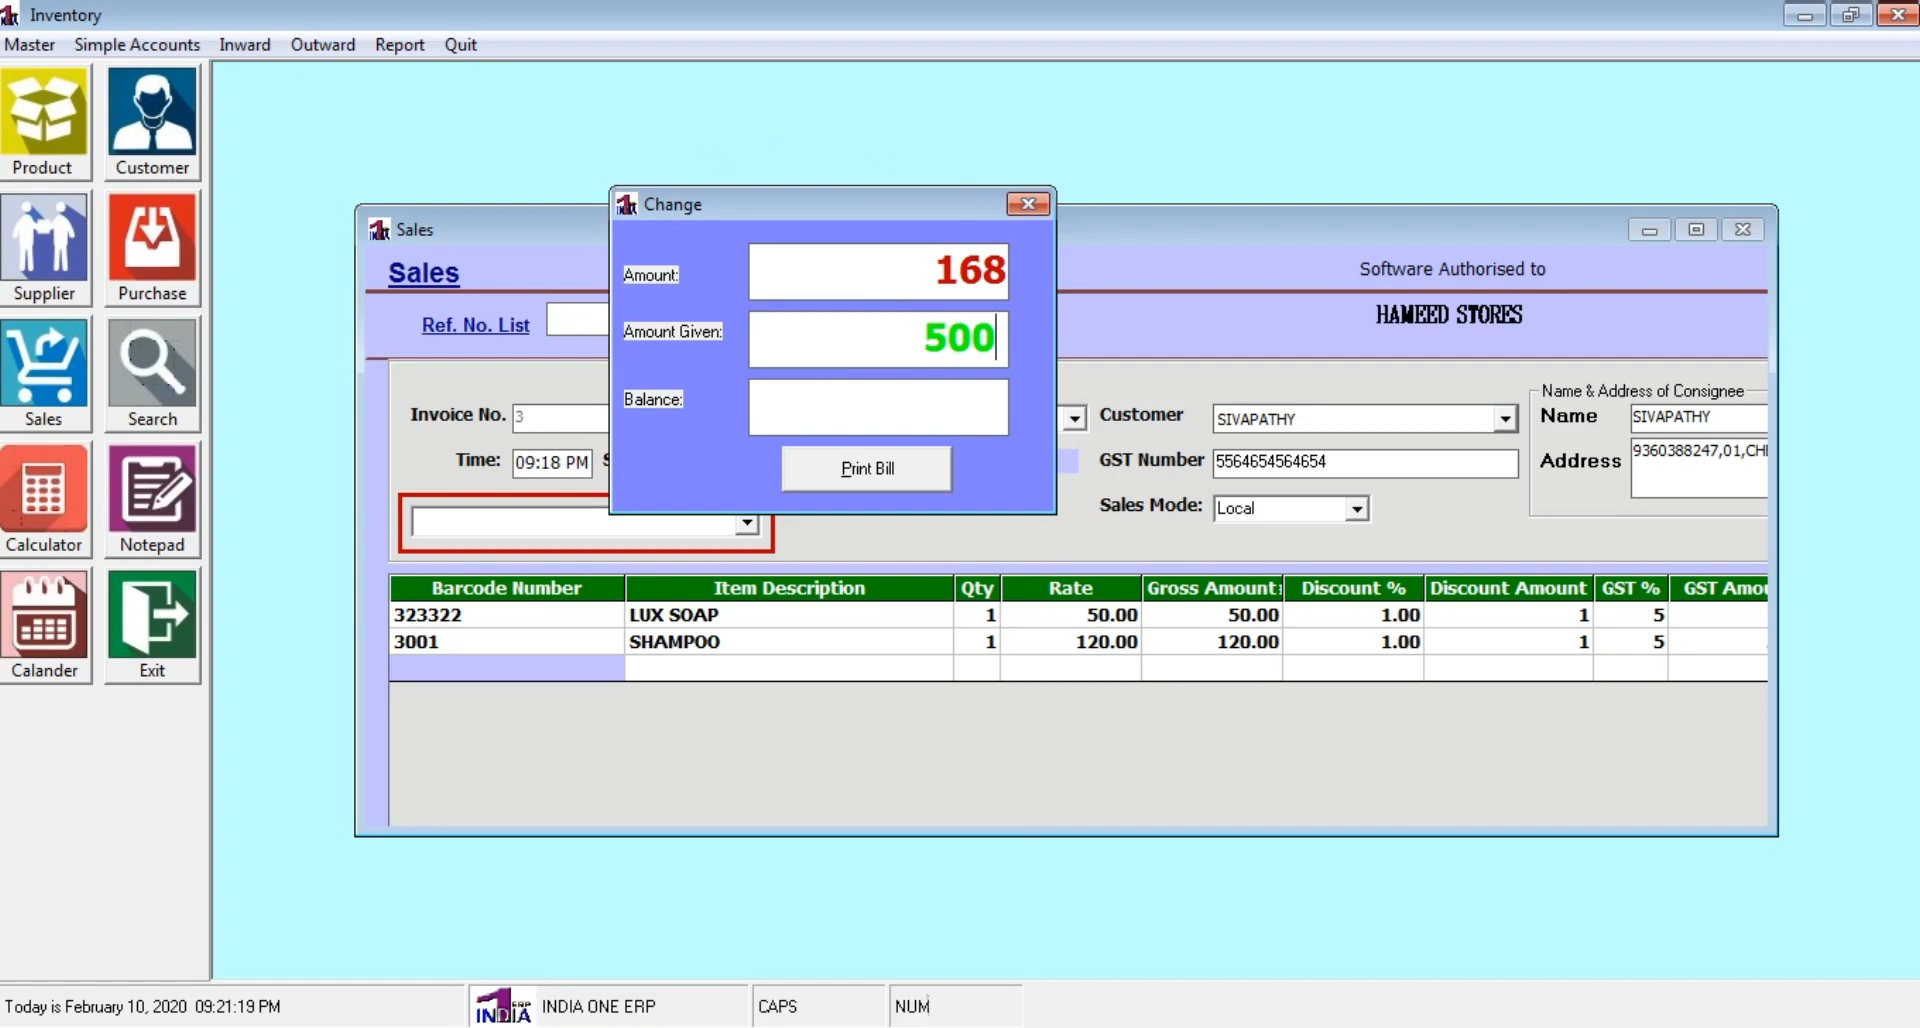 Inventory
Master Simple Accounts Inward Outward Report Quit
Product Customer
Supplier Purchase
Sales Search
Calculator Notepad
Calander Exit
Sales
Sales
Software Authorised to
Ref. No. List
HAMEED STORES
Change
Amount: 168
Amount Given: 500
Balance:
Print Bill
Invoice No. 3
Customer SIVAPATHY
Name & Address of Consignee
Name SIVAPATHY
Time: 09:18 PM S
GST Number 5564654564654
Address 9360388247,01,CH
Sales Mode: Local
Barcode Number Item Description Qty Rate Gross Amount Discount % Discount Amount GST % GST Amo
323322 LUX SOAP 1 50.00 50.00 1.00 1 5
3001 SHAMPOO 1 120.00 120.00 1.00 1 5
Today is February 10, 2020 09:21:19 PM
1 ERP INDIA
INDIA ONE ERP
CAPS
NUM